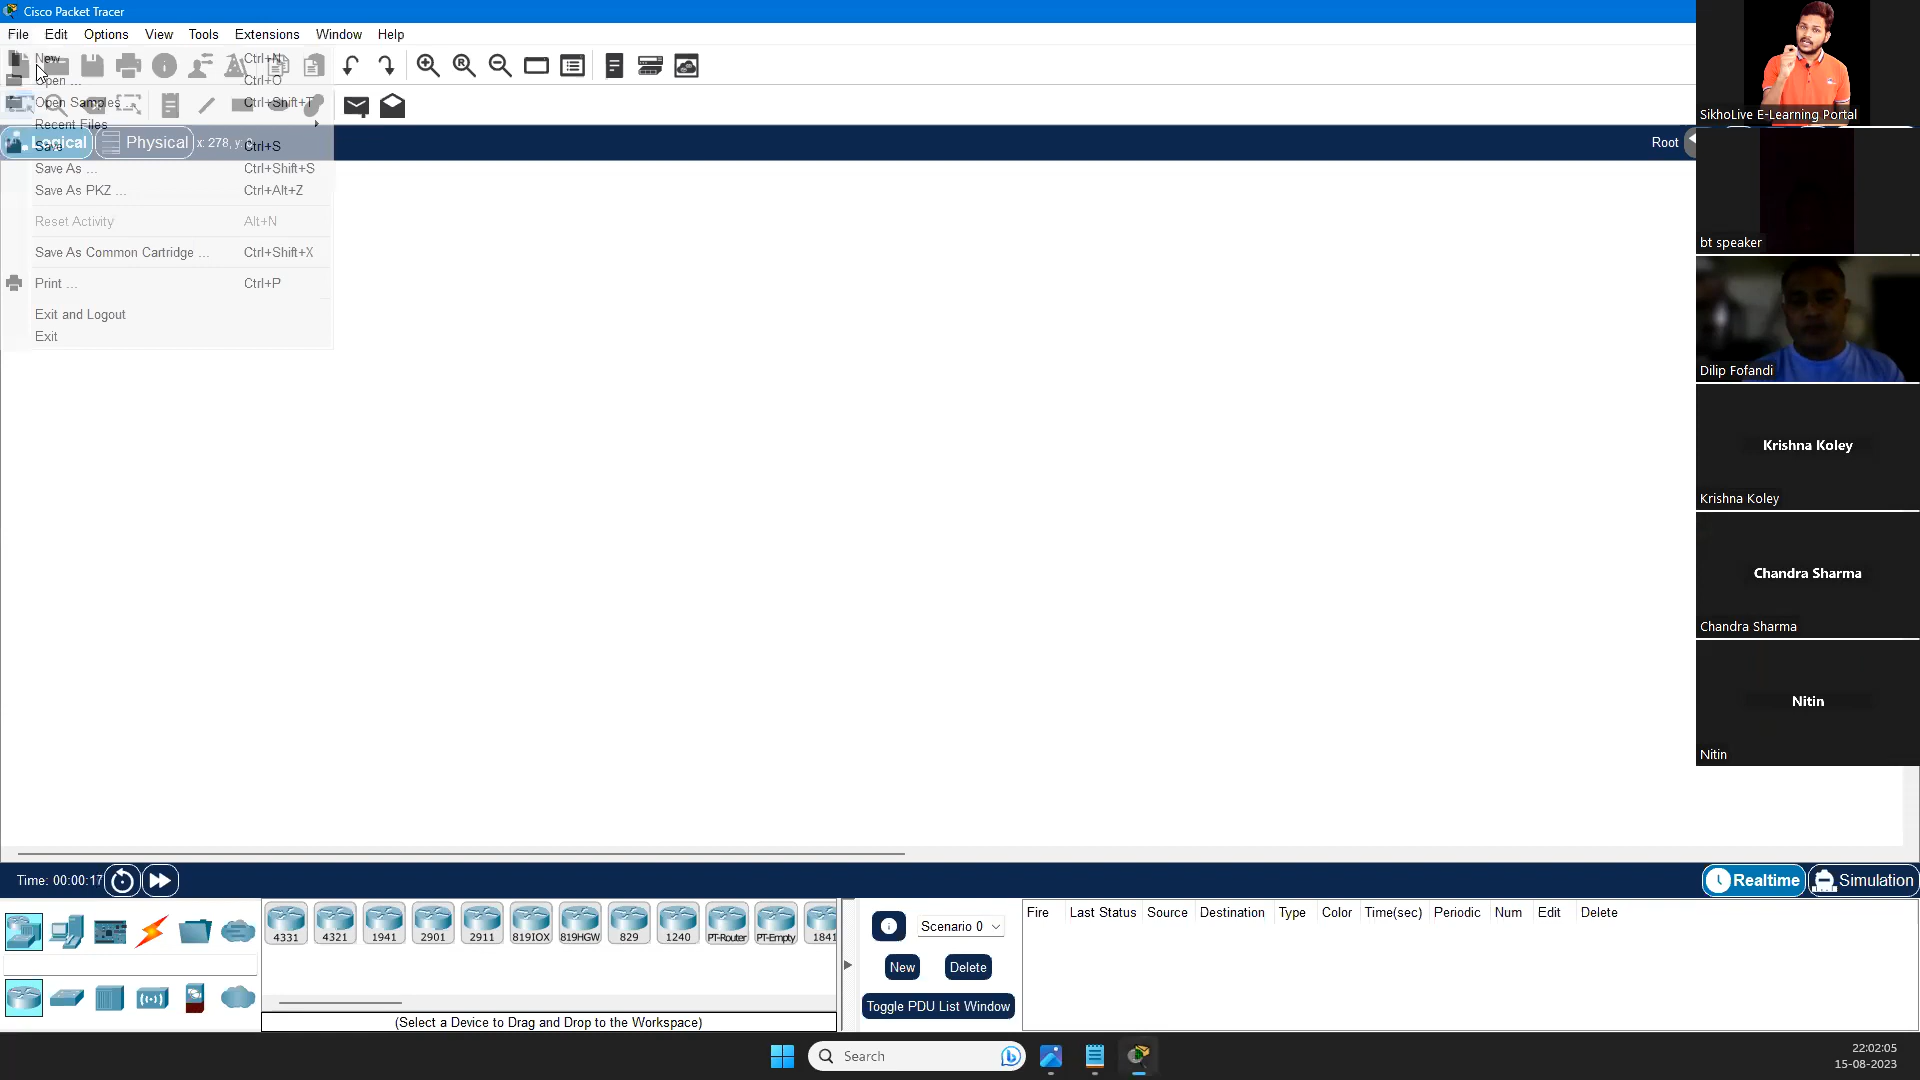 Cisco Packet Tracer
File Edit Options View Tools Extensions Window Help
New Ctrl+N
Open ... Ctrl+O
Open Samples ... Ctrl+Shift+T
Recent Files
Logical Physical x: 278, y: Root
Save Ctrl+S
Save As ... Ctrl+Shift+S
Save As PKZ ... Ctrl+Alt+Z
Reset Activity Alt+N
Save As Common Cartridge ... Ctrl+Shift+X
Print ... Ctrl+P
Exit and Logout
Exit
SikhoLive E-Learning Portal
bt speaker
Dilip Fofandi
Krishna Koley
Krishna Koley
Chandra Sharma
Chandra Sharma
Nitin
Nitin
Time: 00:00:17 Realtime Simulation
4331 4321 1941 2901 2911 819IOX 819HGW 829 1240 PT-Router PT-Empty 1841
(Select a Device to Drag and Drop to the Workspace)
Scenario 0
New Delete
Toggle PDU List Window
Fire Last Status Source Destination Type Color Time(sec) Periodic Num Edit Delete
Search
22:02:05
15-08-2023